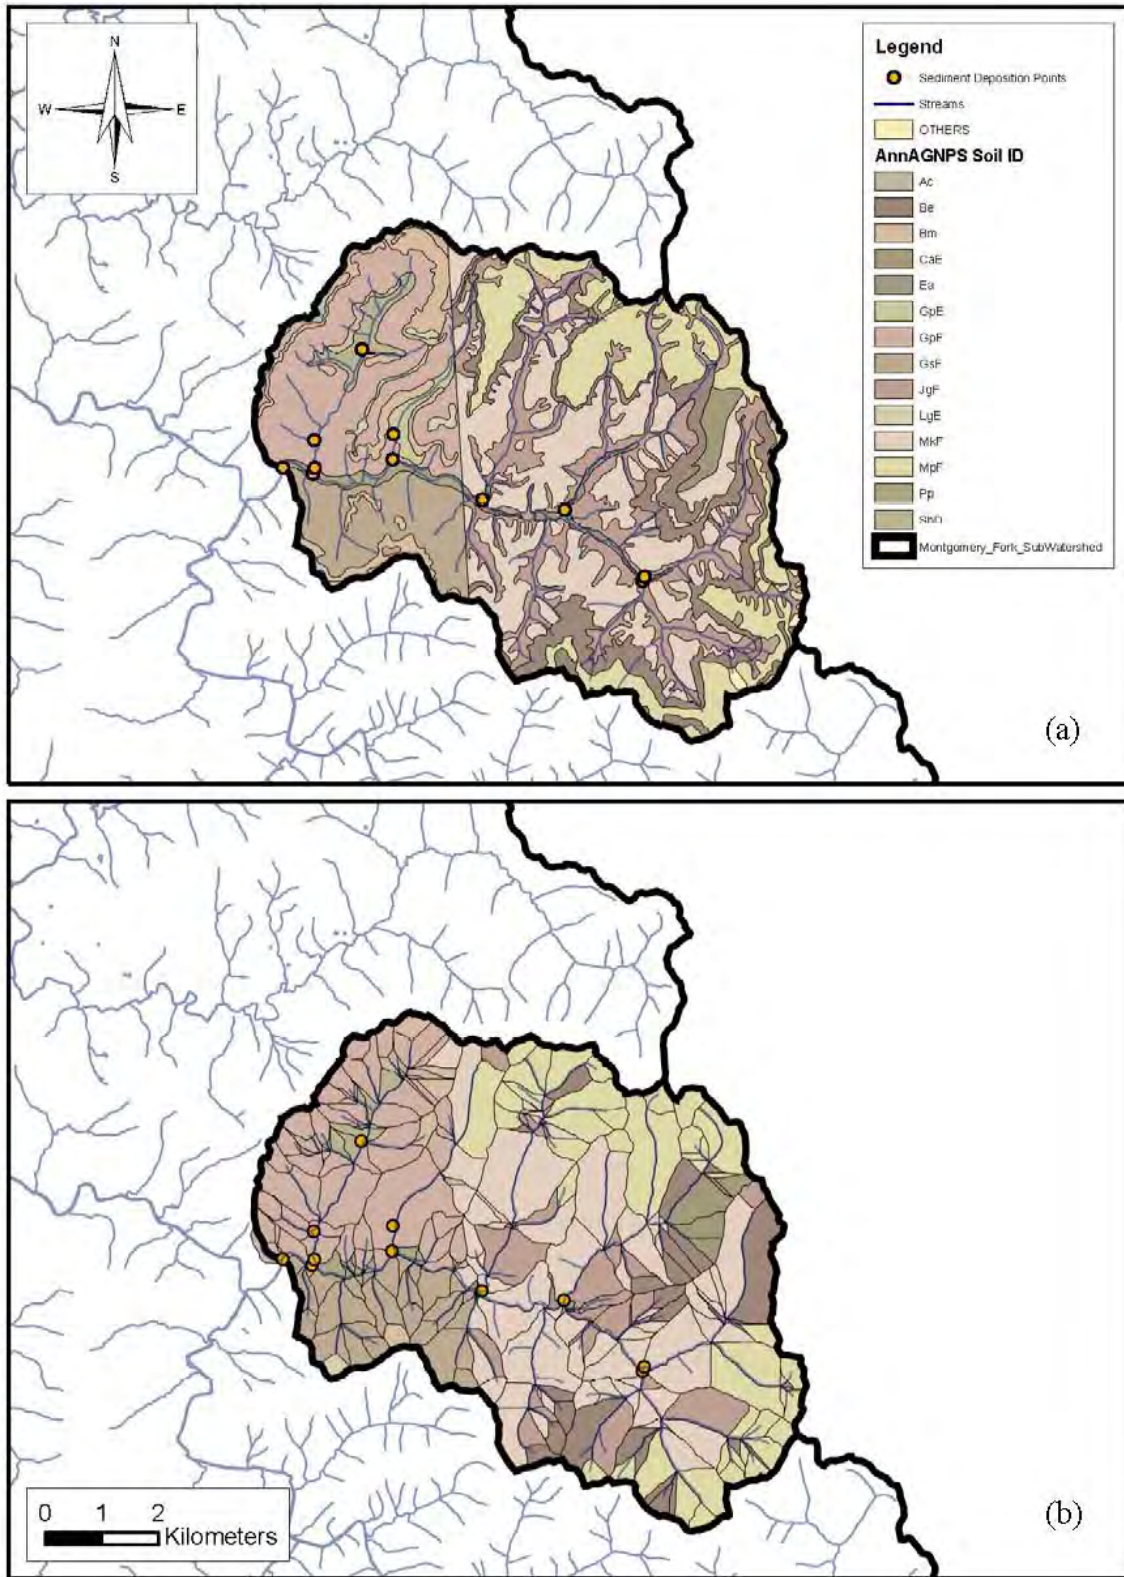 N
W E
S
Legend
Sediment Deposition Points
Streams
OTHERS
AnnAGNPS Soil ID
Ac
Be
Bm
CaE
Ea
GpE
GpF
GsF
JgF
LgE
MkF
MpF
Pp
ShD
Montgomery_Fork_SubWatershed
(a)
0 1 2
Kilometers
(b)